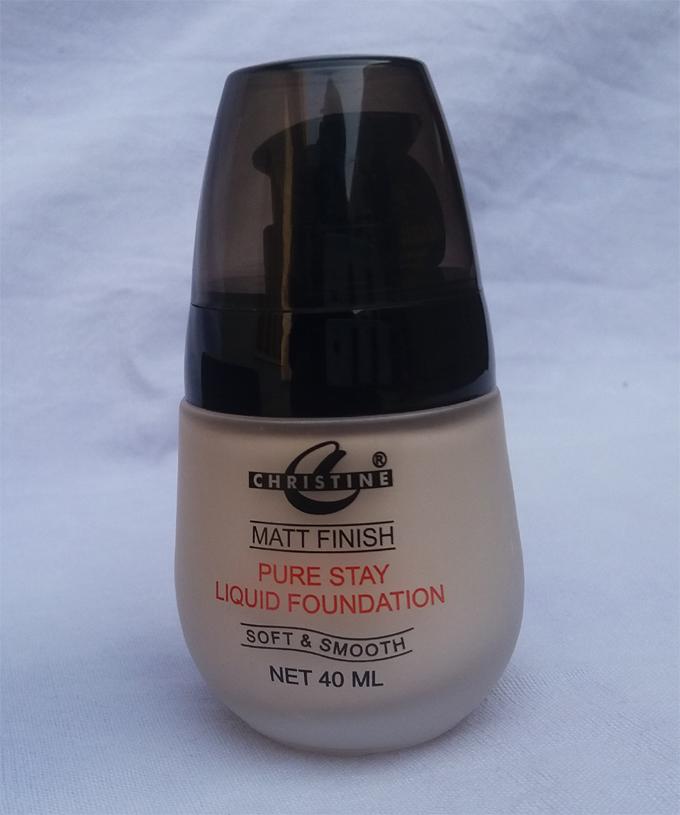 CHRISTINE ®
MATT FINISH
PURE STAY
LIQUID FOUNDATION
SOFT & SMOOTH
NET 40 ML